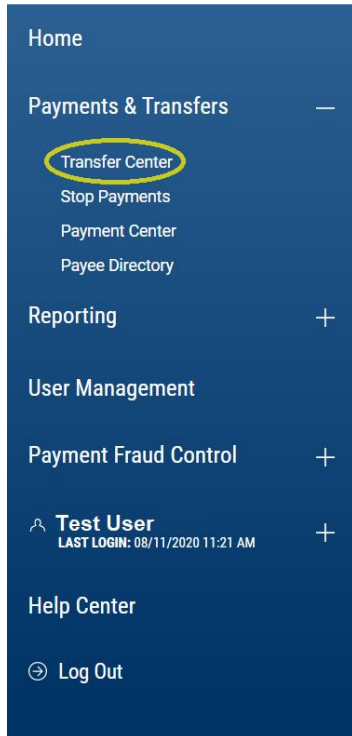 Home
Payments & Transfers
Transfer Center
Stop Payments
Payment Center
Payee Directory
Reporting
User Management
Payment Fraud Control
Test User
LAST LOGIN: 08/11/2020 11:21 AM
Help Center
Log Out